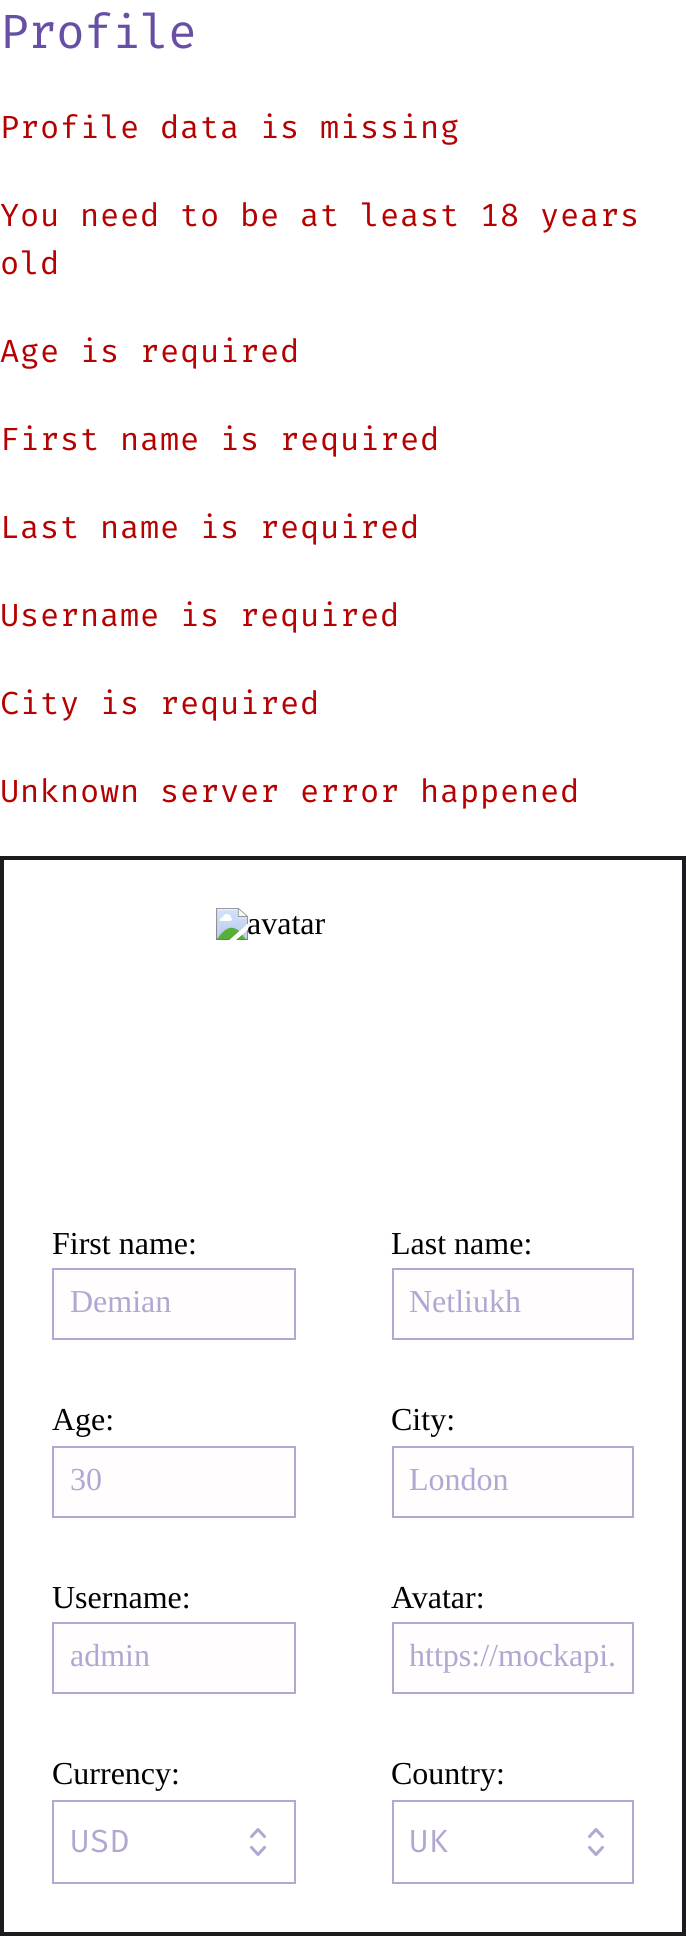 Profile
Profile data is missing
You need to be at least 18 years
old
Age is required
First name is required
Last name is required
Username is required
City is required
Unknown server error happened
avatar
First name:
Last name:
Demian
Netliukh
Age:
City:
30
London
Username:
Avatar:
admin
https://mockapi.
Currency:
Country:
USD
UK